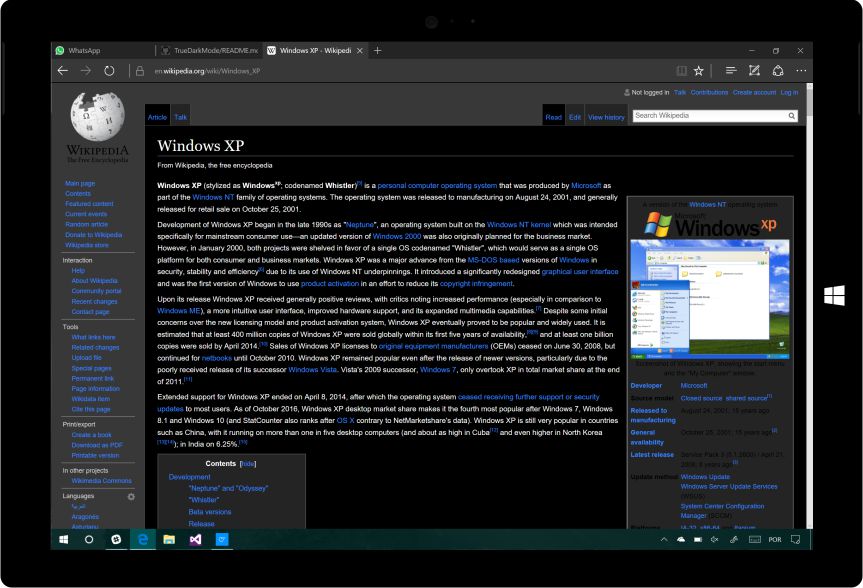 WhatsApp
TrueDarkMode/README.m
Windows XP - Wikipedi
en.wikipedia.org/wiki/Windows_XP
Not logged in Talk Contributions Create account Log in
WIKIPEDIA
The Free Encyclopedia
Article Talk
Read Edit View history
Search Wikipedia
Main page
Contents
Featured content
Current events
Random article
Donate to Wikipedia
Wikipedia store
Interaction
Help
About Wikipedia
Community portal
Recent changes
Contact page
Tools
What links here
Related changes
Upload file
Special pages
Permanent link
Page information
Wikidata item
Cite this page
Print/export
Create a book
Download as PDF
Printable version
In other projects
Wikimedia Commons
Languages
العربية
Aragonés
Asturianu
Windows XP
From Wikipedia, the free encyclopedia
Windows XP (stylized as Windowsxp; codenamed Whistler) is a personal computer operating system that was produced by Microsoft as
part of the Windows NT family of operating systems. The operating system was released to manufacturing on August 24, 2001, and generally
released for retail sale on October 25, 2001.
Development of Windows XP began in the late 1990s as "Neptune", an operating system built on the Windows NT kernel which was intended
specifically for mainstream consumer use—an updated version of Windows 2000 was also originally planned for the business market.
However, in January 2000, both projects were shelved in favor of a single OS codenamed "Whistler", which would serve as a single OS
platform for both consumer and business markets. Windows XP was a major advance from the MS-DOS based versions of Windows in
security, stability and efficiency due to its use of Windows NT underpinnings. It introduced a significantly redesigned graphical user interface
and was the first version of Windows to use product activation in an effort to reduce its copyright infringement.
Upon its release Windows XP received generally positive reviews, with critics noting increased performance (especially in comparison to
Windows ME), a more intuitive user interface, improved hardware support, and its expanded multimedia capabilities.[7] Despite some initial
concerns over the new licensing model and product activation system, Windows XP eventually proved to be popular and widely used. It is
estimated that at least 400 million copies of Windows XP were sold globally within its first five years of availability,[8][9] and at least one billion
copies were sold by April 2014.[10] Sales of Windows XP licenses to original equipment manufacturers (OEMs) ceased on June 30, 2008, but
continued for netbooks until October 2010. Windows XP remained popular even after the release of newer versions, particularly due to the
poorly received release of its successor Windows Vista. Vista's 2009 successor, Windows 7, only overtook XP in total market share at the end
of 2011.[11]
Extended support for Windows XP ended on April 8, 2014, after which the operating system ceased receiving further support or security
updates to most users. As of October 2016, Windows XP desktop market share makes it the fourth most popular after Windows 7, Windows
8.1 and Windows 10 (and StatCounter also ranks after OS X contrary to NetMarketshare's data). Windows XP is still very popular in countries
such as China, with it running on more than one in five desktop computers (and about as high in Cuba[12] and even higher in North Korea
[13][14]); in India on 6.25%.[15]
Contents [hide]
Development
"Neptune" and "Odyssey"
"Whistler"
Beta versions
Release
A version of the Windows NT operating system
Microsoft
Windows xp
Screenshot of Windows XP, showing the start menu
and the "My Computer" window.
Developer Microsoft
Source model Closed source shared source[1]
Released to manufacturing August 24, 2001; 15 years ago
General availability October 25, 2001; 15 years ago[2]
Latest release Service Pack 3 (5.1.2600) / April 21, 2008; 8 years ago[3]
Update method Windows Update
Windows Server Update Services
(WSUS)
System Center Configuration
Manager (SCCM)
Platforms IA-32, x86-64 and Itanium
POR